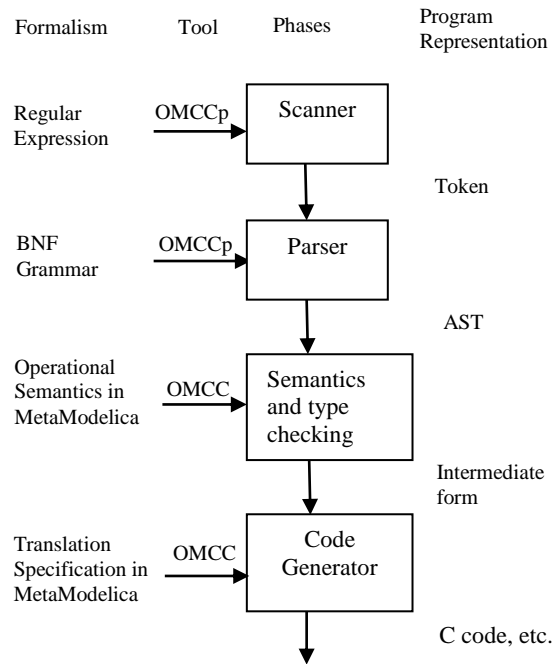 Formalism Tool Phases Program
Representation
OMCCp Scanner
Regular
Expression
Token
BNF OMCCp Parser
Grammar
AST
Operational
Semantics in OMCC
MetaModelica
Semantics
and type
checking
Intermediate
form
Translation OMCC
Specification in
MetaModelica
Code
Generator
C code, etc.